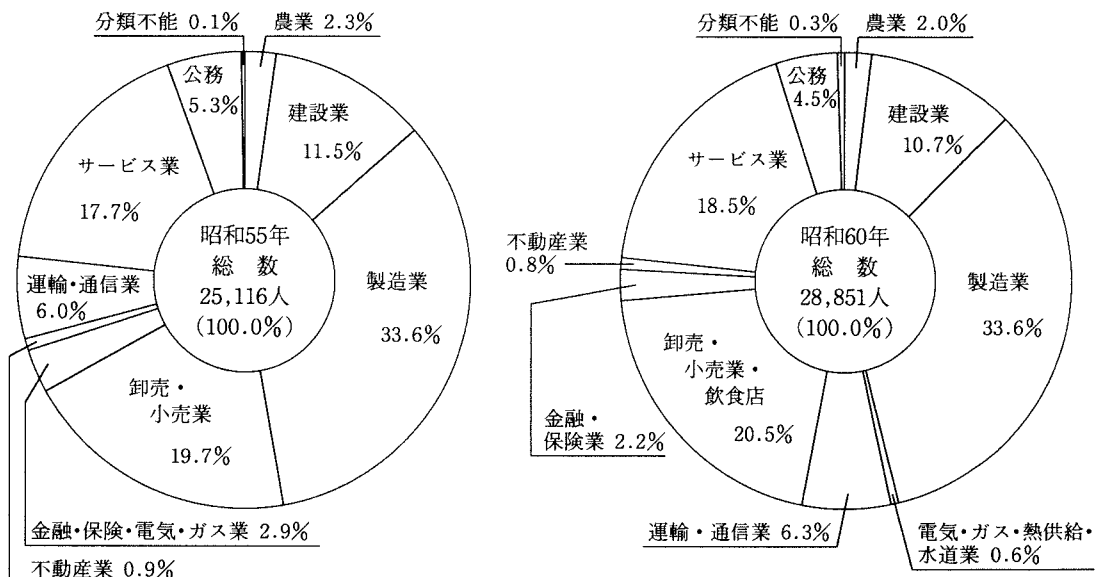 分類不能 0.1%
農業 2.3%
公務
5.3%
建設業
11.5%
サービス業
17.7%
昭和55年
総 数
25,116人
(100.0%)
製造業
33.6%
運輸・通信業
6.0%
卸売・
小売業
19.7%
金融・保険・電気・ガス業 2.9%
不動産業 0.9%
分類不能 0.3%
農業 2.0%
公務
4.5%
建設業
10.7%
サービス業
18.5%
不動産業
0.8%
昭和60年
総 数
28,851人
(100.0%)
製造業
33.6%
卸売・
小売業・
飲食店
20.5%
金融・
保険業 2.2%
運輸・通信業 6.3%
電気・ガス・熱供給・
水道業 0.6%